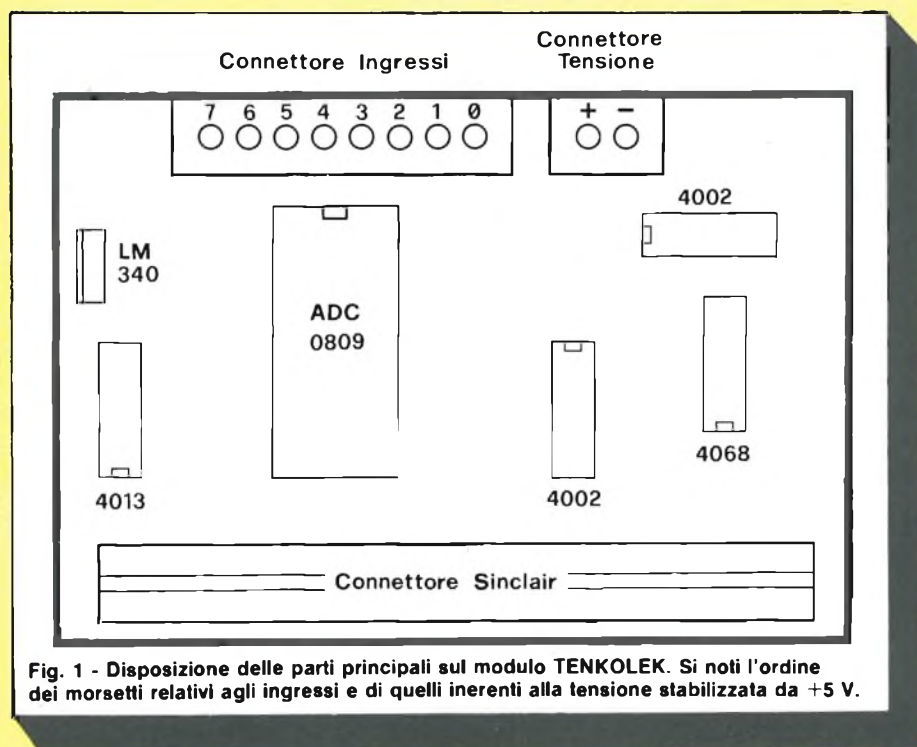 Connettore Ingressi
Connettore
Tensione
7 6 5 4 3 2 1 0
+ −
4002
LM
340
ADC
0809
4013
4002
4068
Connettore Sinclair
Fig. 1 - Disposizione delle parti principali sul modulo TENKOLEK. Si noti l'ordine
dei morsetti relativi agli ingressi e di quelli inerenti alla tensione stabilizzata da +5 V.